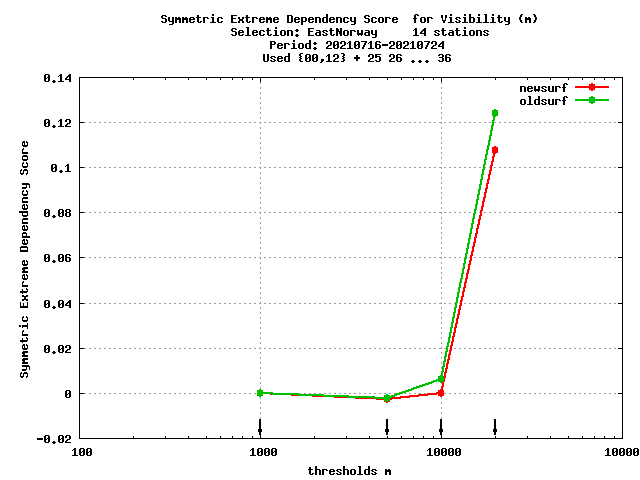 Symmetric Extreme Dependency Score  for Visibility (m)
Selection: EastNorway     14 stations
Period: 20210716-20210724
Used {00,12} + 25 26 ... 36
newsurf
oldsurf
Symmetric Extreme Dependency Score
0.14
0.12
0.1
0.08
0.06
0.04
0.02
0
-0.02
100 1000 10000 10000
thresholds m